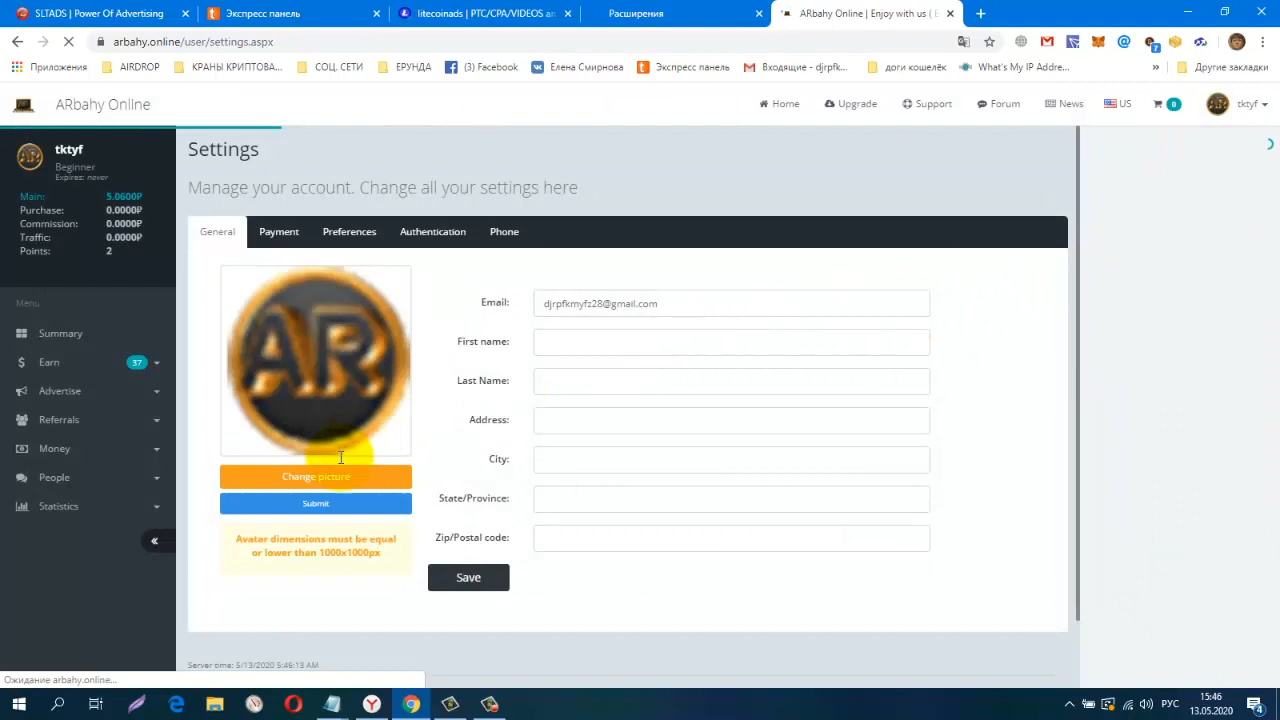 SLTADS | Power Of Advertising
Экспресс панель
litecoinads | PTC/CPA/VIDEOS an
Расширения
ARbahy Online | Enjoy with us ( E
arbahy.online/user/settings.aspx
Приложения
AIRDROP
КРАНЫ КРИПТОВА...
СОЦ. СЕТИ
ЕРУНДА
(3) Facebook
Елена Смирнова
Экспресс панель
Входящие - djrpfk...
доги кошелёк
What's My IP Addre...
»
Другие закладки
ARbahy Online
Home
Upgrade
Support
Forum
News
US
0
tktyf
tktyf
Beginner
Expires: never
Main: 5.0600₽
Purchase: 0.0000₽
Commission: 0.0000₽
Traffic: 0.0000₽
Points: 2
Menu
Summary
Earn 37
Advertise
Referrals
Money
People
Statistics
Settings
Manage your account. Change all your settings here
General Payment Preferences Authentication Phone
AR
Change picture
Submit
Avatar dimensions must be equal
or lower than 1000x1000px
Email: djrpfkmyfz28@gmail.com
First name:
Last Name:
Address:
City:
State/Province:
Zip/Postal code:
Save
Server time: 5/13/2020 5:46:13 AM
Ожидание arbahy.online...
РУС
15:46
13.05.2020
4